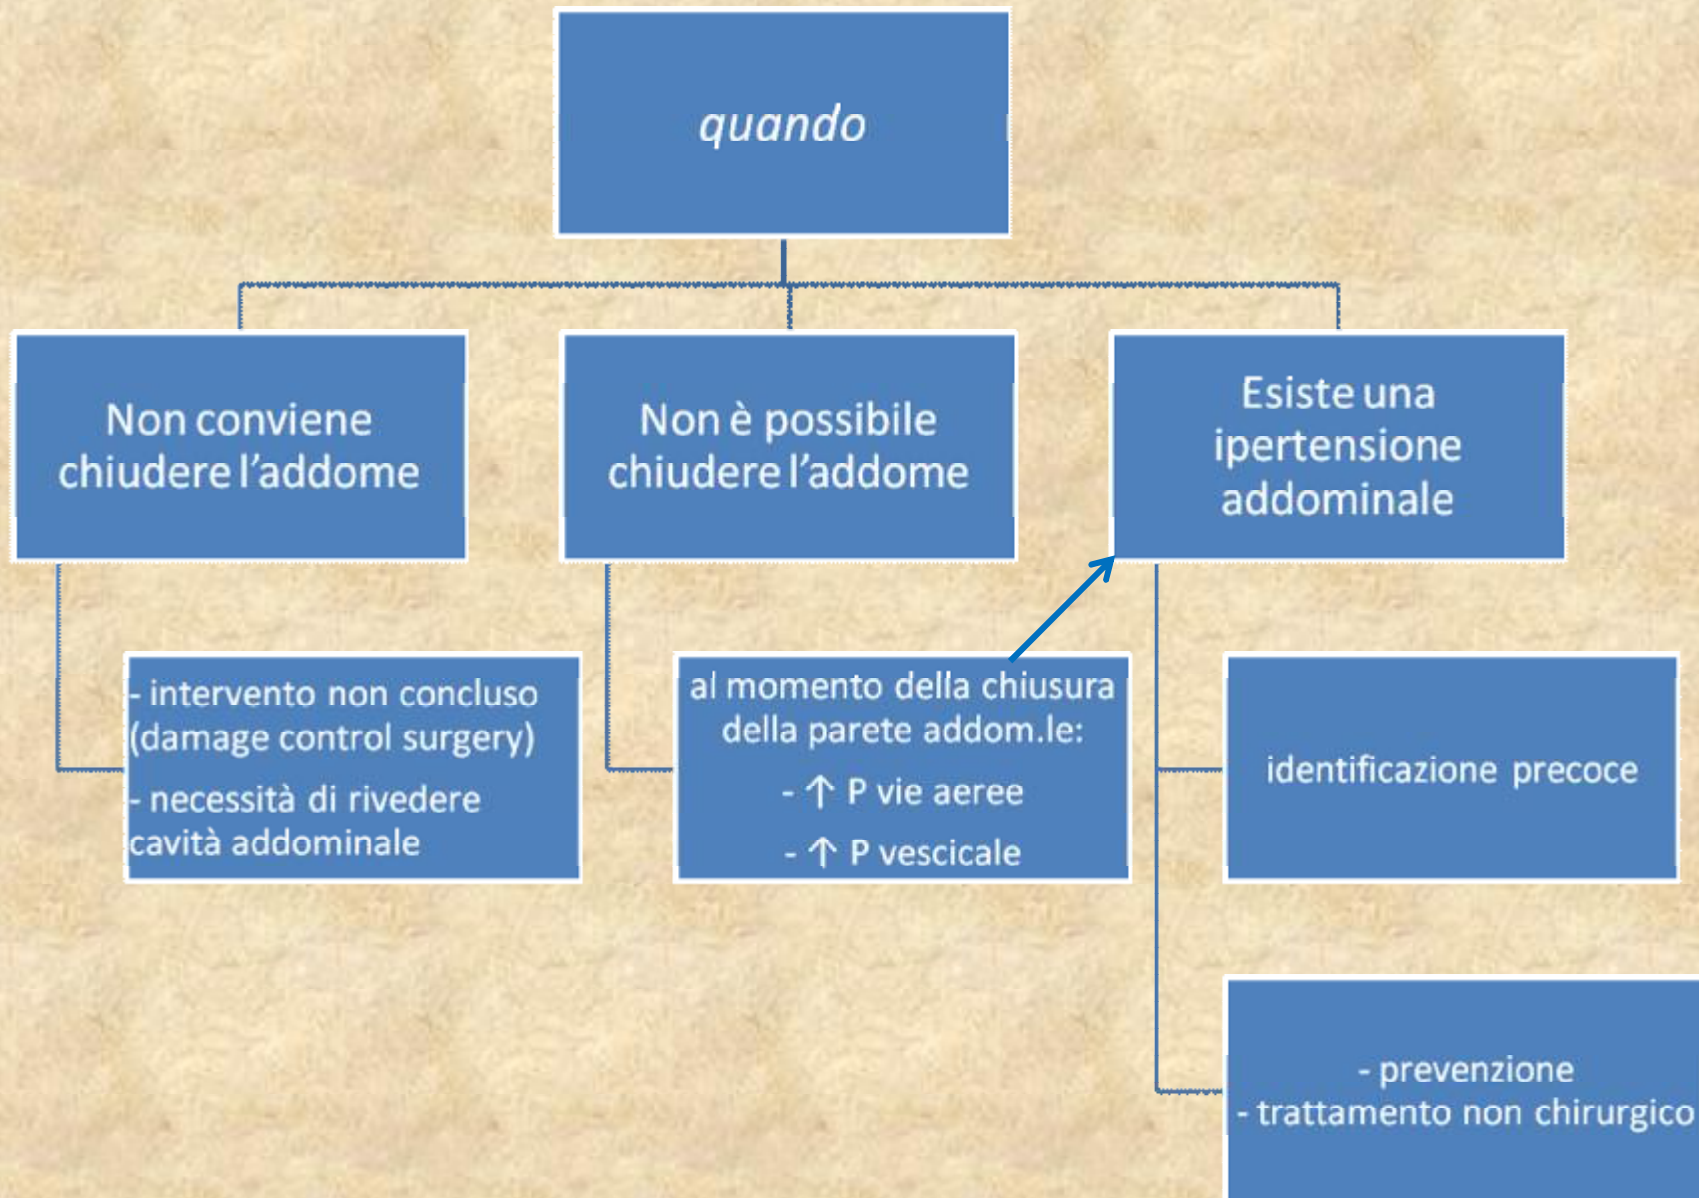 quando
Non conviene
chiudere l'addome
Non è possibile
chiudere l'addome
Esiste una
ipertensione
addominale
- intervento non concluso
(damage control surgery)
- necessità di rivedere
cavità addominale
al momento della chiusura
della parete addom.le:
- ↑ P vie aeree
- ↑ P vescicale
identificazione precoce
- prevenzione
- trattamento non chirurgico